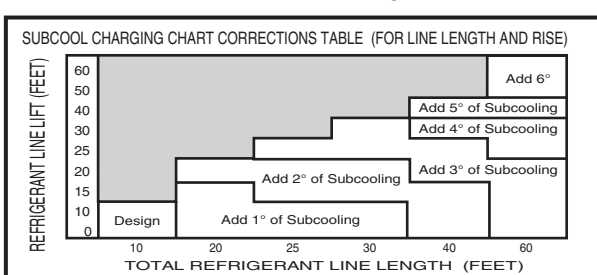 SUBCOOL CHARGING CHART CORRECTIONS TABLE (FOR LINE LENGTH AND RISE)
REFRIGERANT LINE LIFT (FEET)
60
50
40
30
25
20
15
10
0
Add 6°
Add 5° of Subcooling
Add 4° of Subcooling
Add 3° of Subcooling
Add 2° of Subcooling
Design
Add 1° of Subcooling
10 20 25 30 40 60
TOTAL REFRIGERANT LINE LENGTH (FEET)